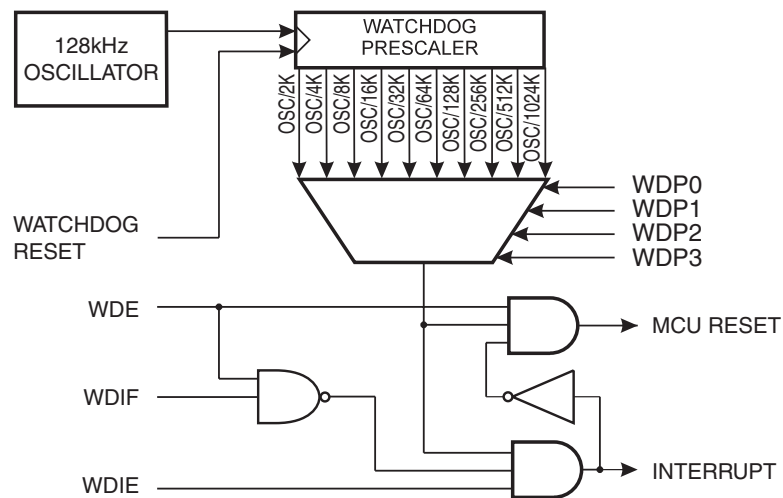 128kHz
OSCILLATOR
WATCHDOG
PRESCALER
OSC/2K
OSC/4K
OSC/8K
OSC/16K
OSC/32K
OSC/64K
OSC/128K
OSC/256K
OSC/512K
OSC/1024K
WATCHDOG
RESET
WDP0
WDP1
WDP2
WDP3
WDE
MCU RESET
WDIF
WDIE
INTERRUPT